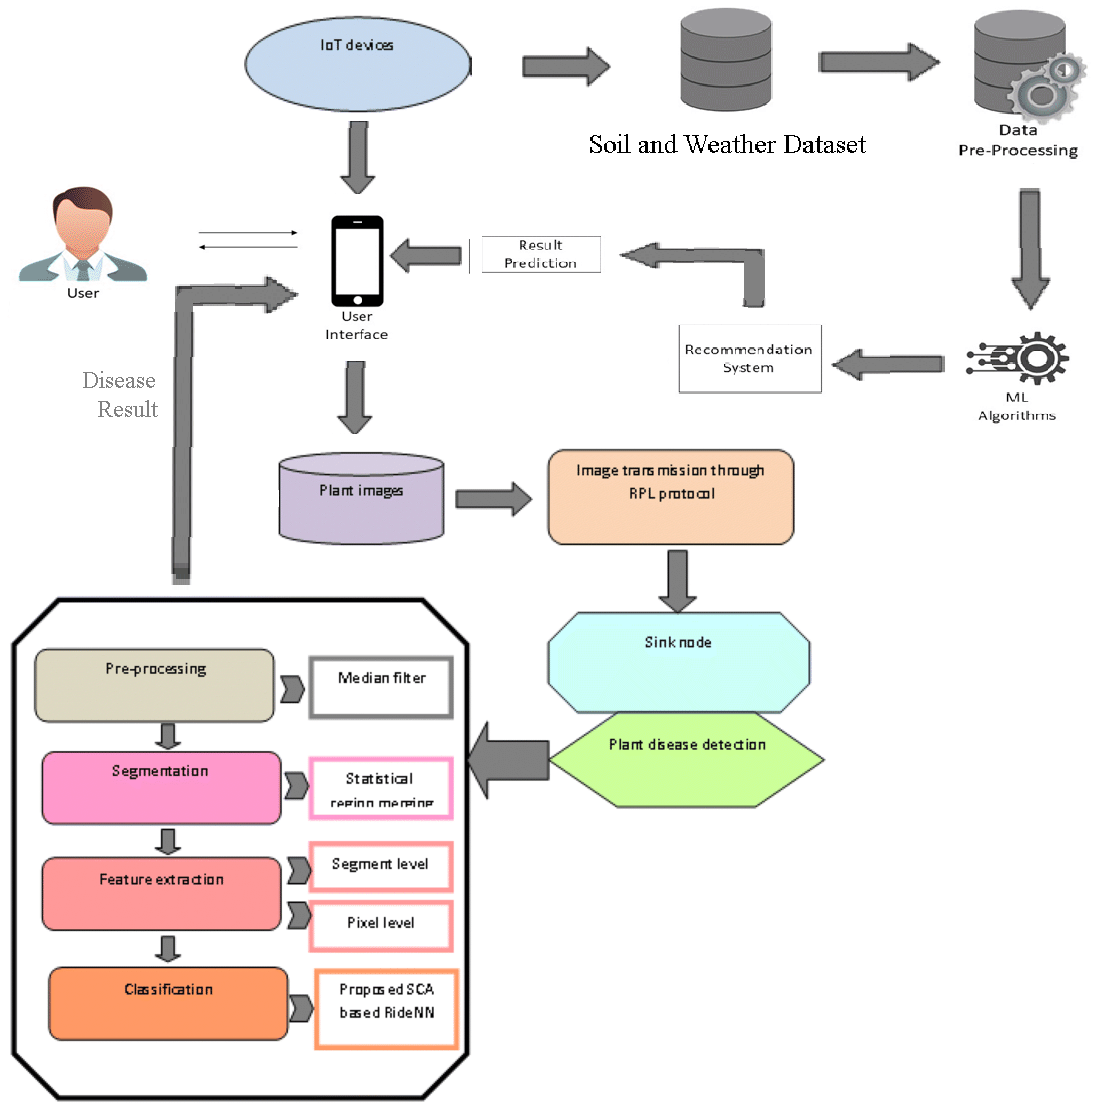 IoT devices
Soil and Weather Dataset
Data
Pre-Processing
User
User
Interface
Result
Prediction
Recommendation
System
ML
Algorithms
Disease
Result
Plant images
Image transmission through
RPL protocol
Sink node
Plant disease detection
Pre-processing
Median filter
Segmentation
Statistical
region merging
Feature extraction
Segment level
Pixel level
Classification
Proposed SCA
based RideNN